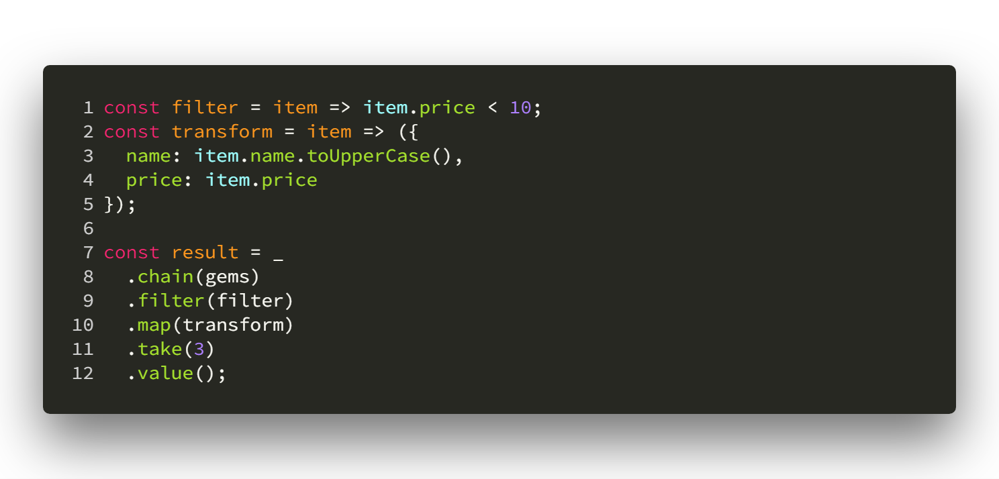 1 const filter = item => item.price < 10;
2 const transform = item => ({
3   name: item.name.toUpperCase(),
4   price: item.price
5 });
6
7 const result = _
8   .chain(gems)
9   .filter(filter)
10   .map(transform)
11   .take(3)
12   .value();